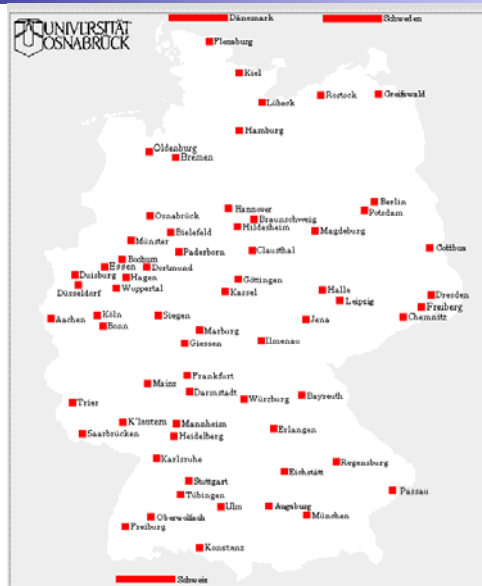 Dänemark
Schweden
UNIVERSITÄT
OSNABRÜCK
Flensburg
Kiel
Rostock
Greifswald
Lübeck
Hamburg
Oldenburg
Bremen
Berlin
Potsdam
Hannover
Osnabrück
Braunschweig
Hildesheim
Magdeburg
Bielefeld
Münster
Cottbus
Paderborn
Clausthal
Bochum
Essen
Dortmund
Duisburg
Hagen
Göttingen
Düsseldorf
Wuppertal
Kassel
Halle
Leipzig
Dresden
Freiberg
Aachen
Köln
Siegen
Jena
Chemnitz
Bonn
Marburg
Giessen
Ilmenau
Frankfurt
Mainz
Darmstadt
Würzburg
Bayreuth
Trier
K'lautern
Mannheim
Erlangen
Saarbrücken
Heidelberg
Karlsruhe
Regensburg
Eichstätt
Stuttgart
Passau
Tübingen
Ulm
Augsburg
Oberwolfach
München
Freiburg
Konstanz
Schweiz